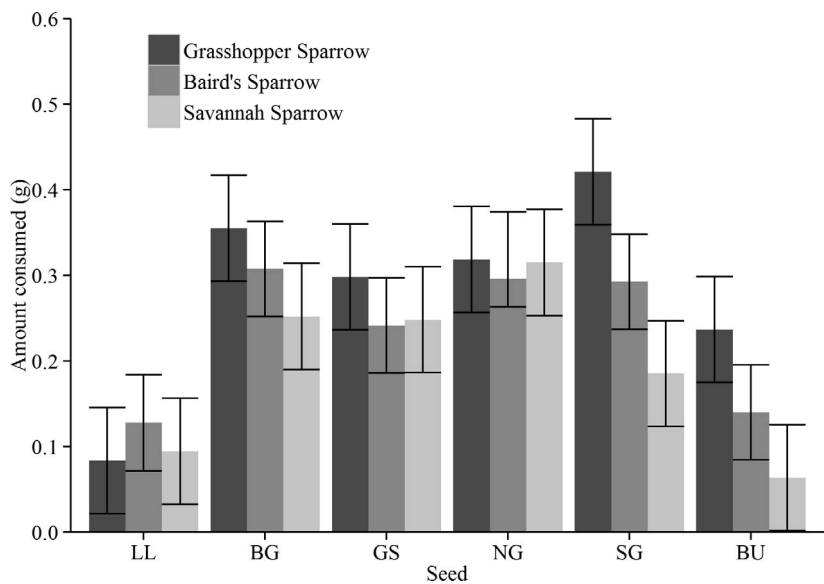 0.6
0.5
0.4
0.3
0.2
0.1
0.0
Amount consumed (g)
Grasshopper Sparrow
Baird's Sparrow
Savannah Sparrow
LL BG GS NG SG BU
Seed